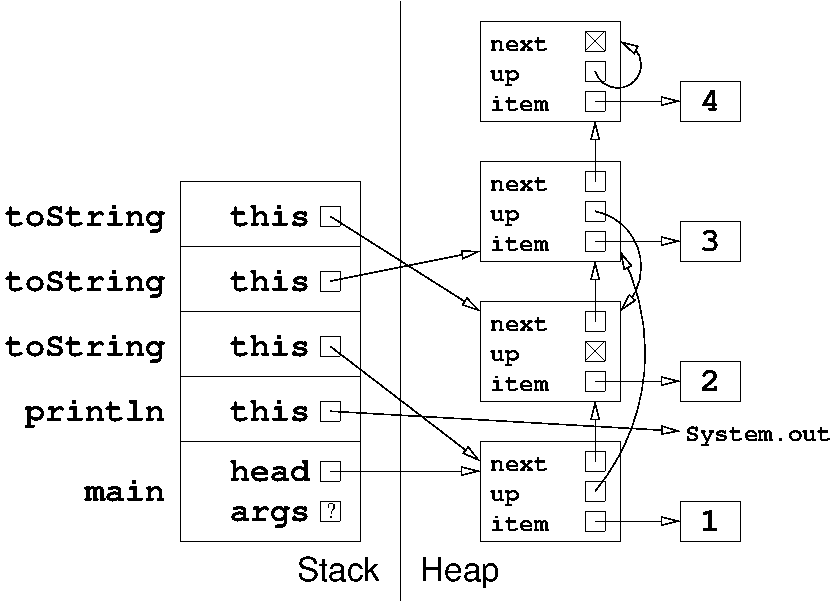 next
up
item
4
toString this
next
up
item
3
toString this
next
up
item
2
toString this
println this
System.out
main
head
args ?
next
up
item
1
Stack Heap